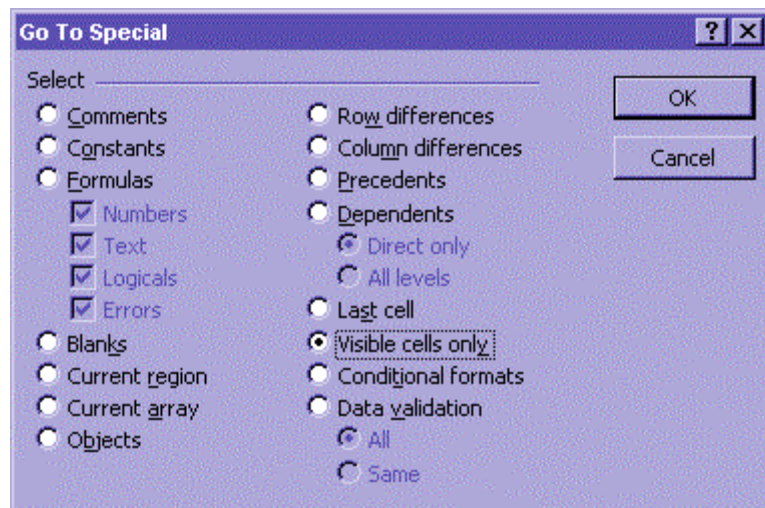 Go To Special
Select
Comments
Constants
Formulas
Numbers
Text
Logicals
Errors
Blanks
Current region
Current array
Objects
Row differences
Column differences
Precedents
Dependents
Direct only
All levels
Last cell
Visible cells only
Conditional formats
Data validation
All
Same
OK
Cancel